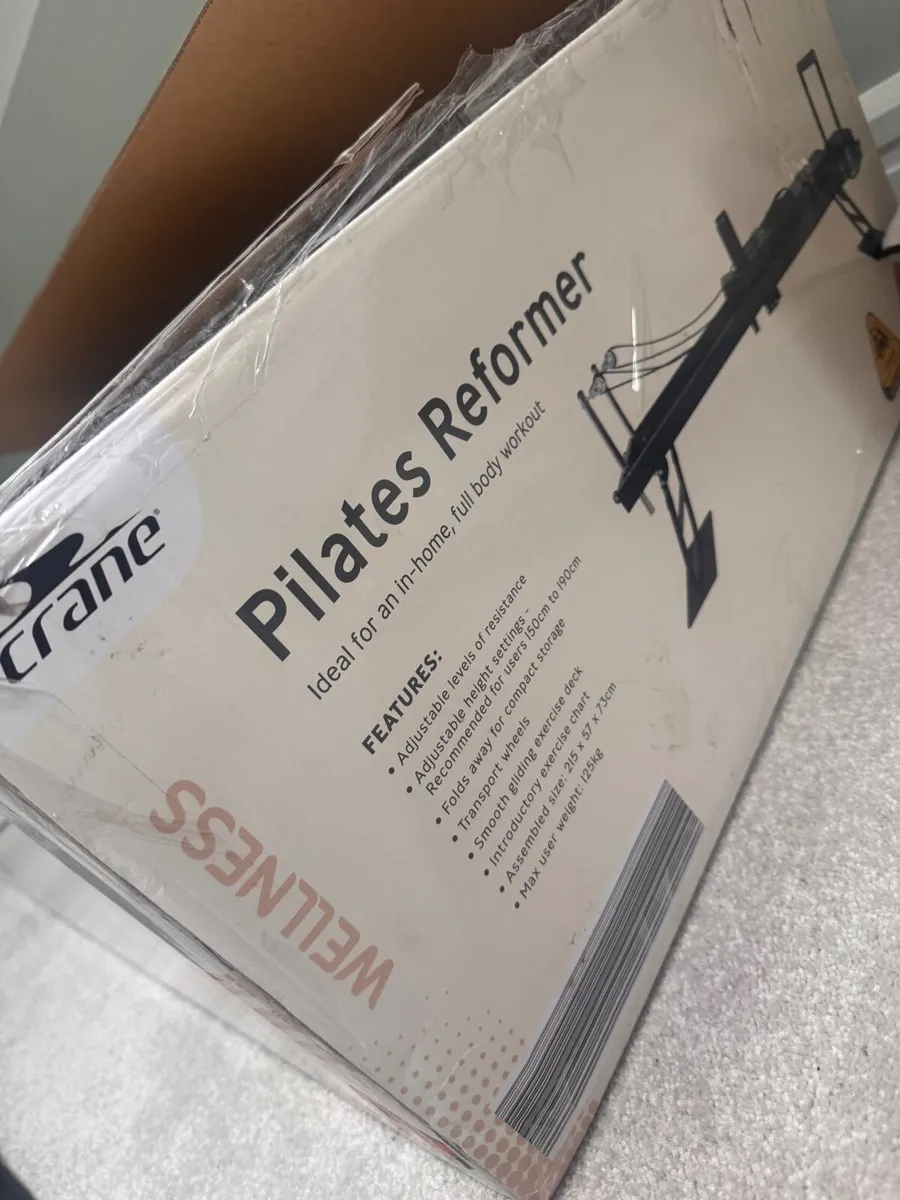 crane®
Pilates Reformer
Ideal for an in-home, full body workout
FEATURES:
• Adjustable levels of resistance
• Adjustable height settings -
Recommended for users 150cm to 190cm
• Folds away for compact storage
• Transport wheels
• Smooth gliding exercise deck
• Introductory exercise chart
• Assembled size: 215 x 57 x 73cm
• Max user weight: 125kg
WELLNESS